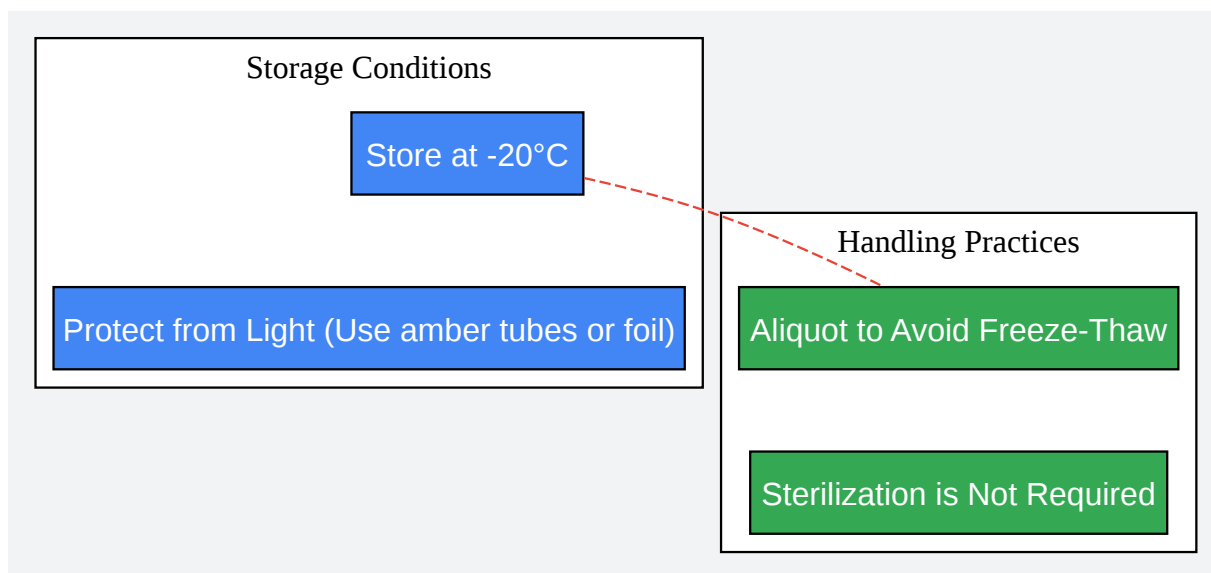 Storage Conditions
Store at -20°C
Protect from Light (Use amber tubes or foil)
Handling Practices
Aliquot to Avoid Freeze-Thaw
Sterilization is Not Required